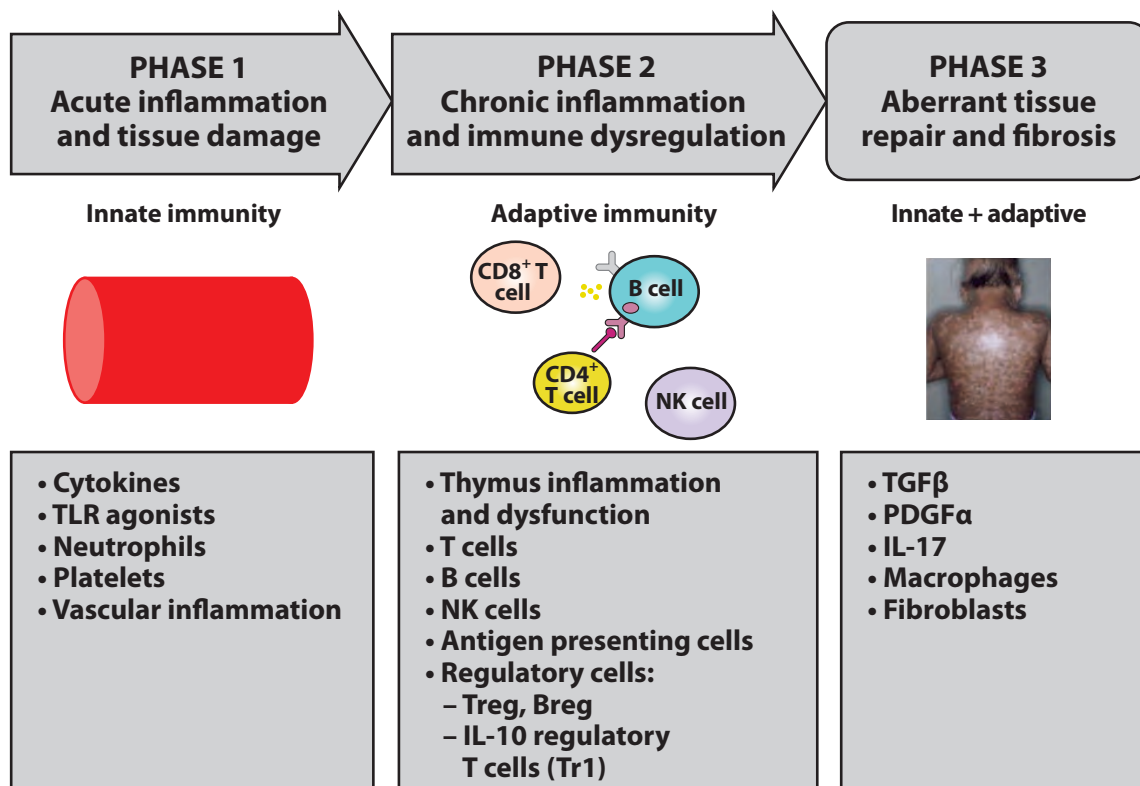 PHASE 1
Acute inflammation
and tissue damage
PHASE 2
Chronic inflammation
and immune dysregulation
PHASE 3
Aberrant tissue
repair and fibrosis
Innate immunity
Adaptive immunity
Innate + adaptive
CD8⁺ T
cell
B cell
CD4⁺
T cell
NK cell
• Cytokines
• TLR agonists
• Neutrophils
• Platelets
• Vascular inflammation
• Thymus inflammation
and dysfunction
• T cells
• B cells
• NK cells
• Antigen presenting cells
• Regulatory cells:
– Treg, Breg
– IL-10 regulatory
T cells (Tr1)
• TGFβ
• PDGFα
• IL-17
• Macrophages
• Fibroblasts